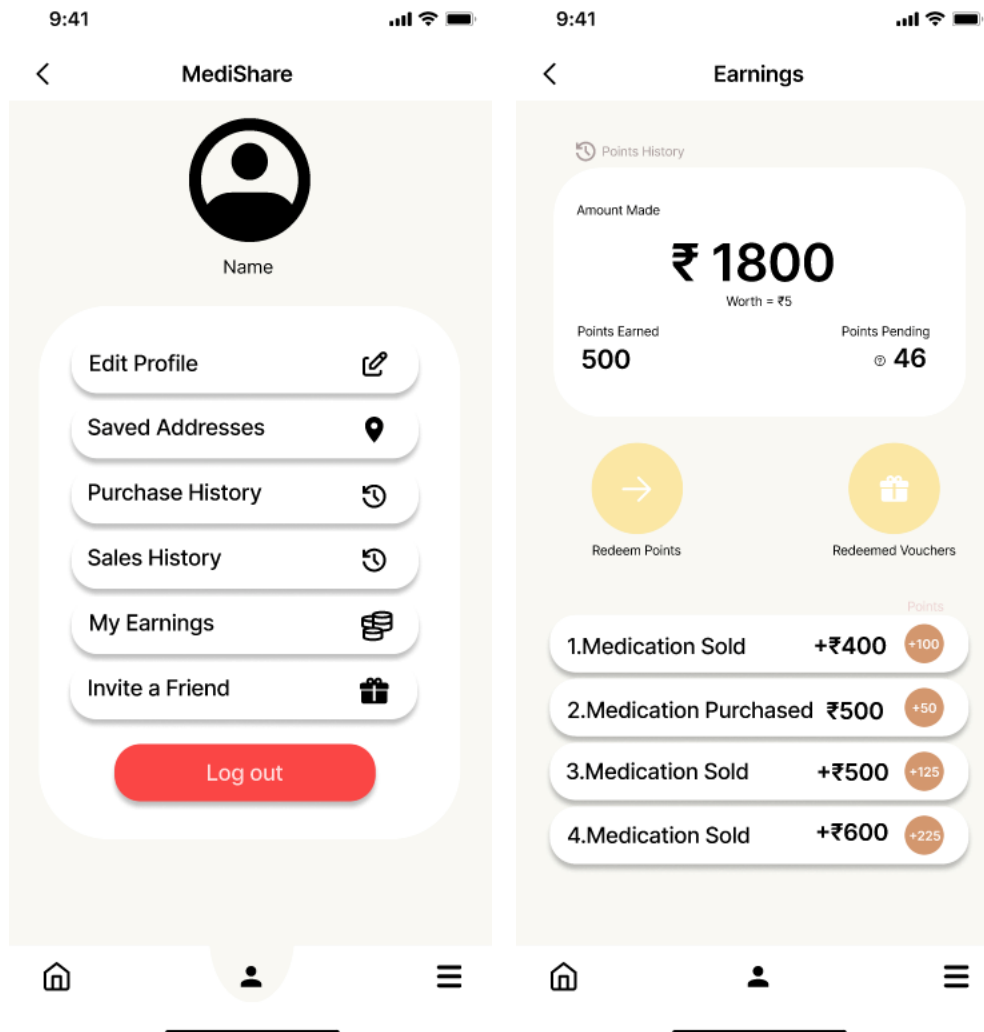 9:41
MediShare
Name
Edit Profile
Saved Addresses
Purchase History
Sales History
My Earnings
Invite a Friend
Log out
9:41
Earnings
Points History
Amount Made
₹ 1800
Worth = ₹5
Points Earned
Points Pending
500
? 46
Redeem Points
Redeemed Vouchers
Points
1.Medication Sold +₹400 +100
2.Medication Purchased ₹500 +50
3.Medication Sold +₹500 +125
4.Medication Sold +₹600 +225